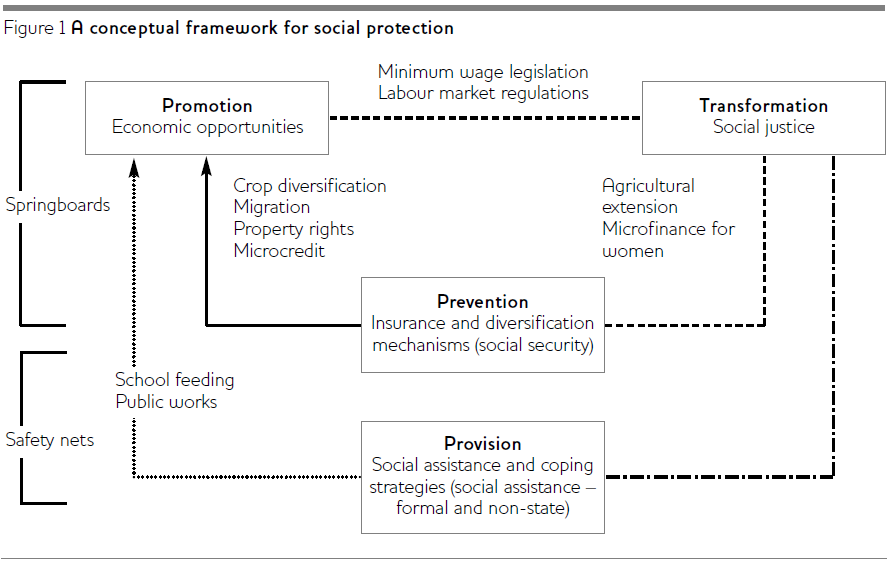 Figure 1 A conceptual framework for social protection
Minimum wage legislation
Labour market regulations
Promotion
Economic opportunities
Transformation
Social justice
Springboards
Crop diversification
Migration
Property rights
Microcredit
Agricultural
extension
Microfinance for
women
Prevention
Insurance and diversification
mechanisms (social security)
School feeding
Public works
Safety nets
Provision
Social assistance and coping
strategies (social assistance –
formal and non-state)